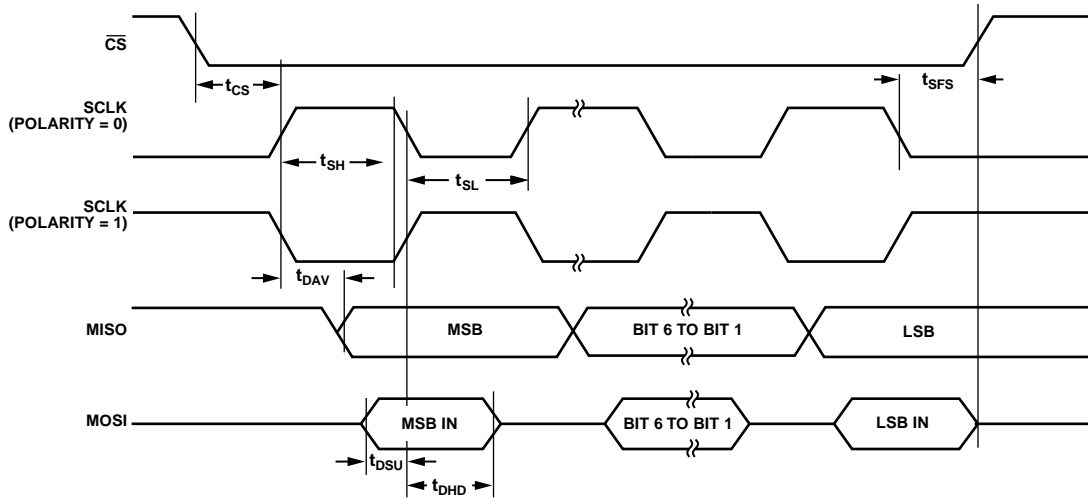 CS
tCS
tSFS
SCLK
(POLARITY = 0)
tSH
tSL
SCLK
(POLARITY = 1)
tDAV
MISO
MSB
BIT 6 TO BIT 1
LSB
MOSI
MSB IN
BIT 6 TO BIT 1
LSB IN
tDSU
tDHD